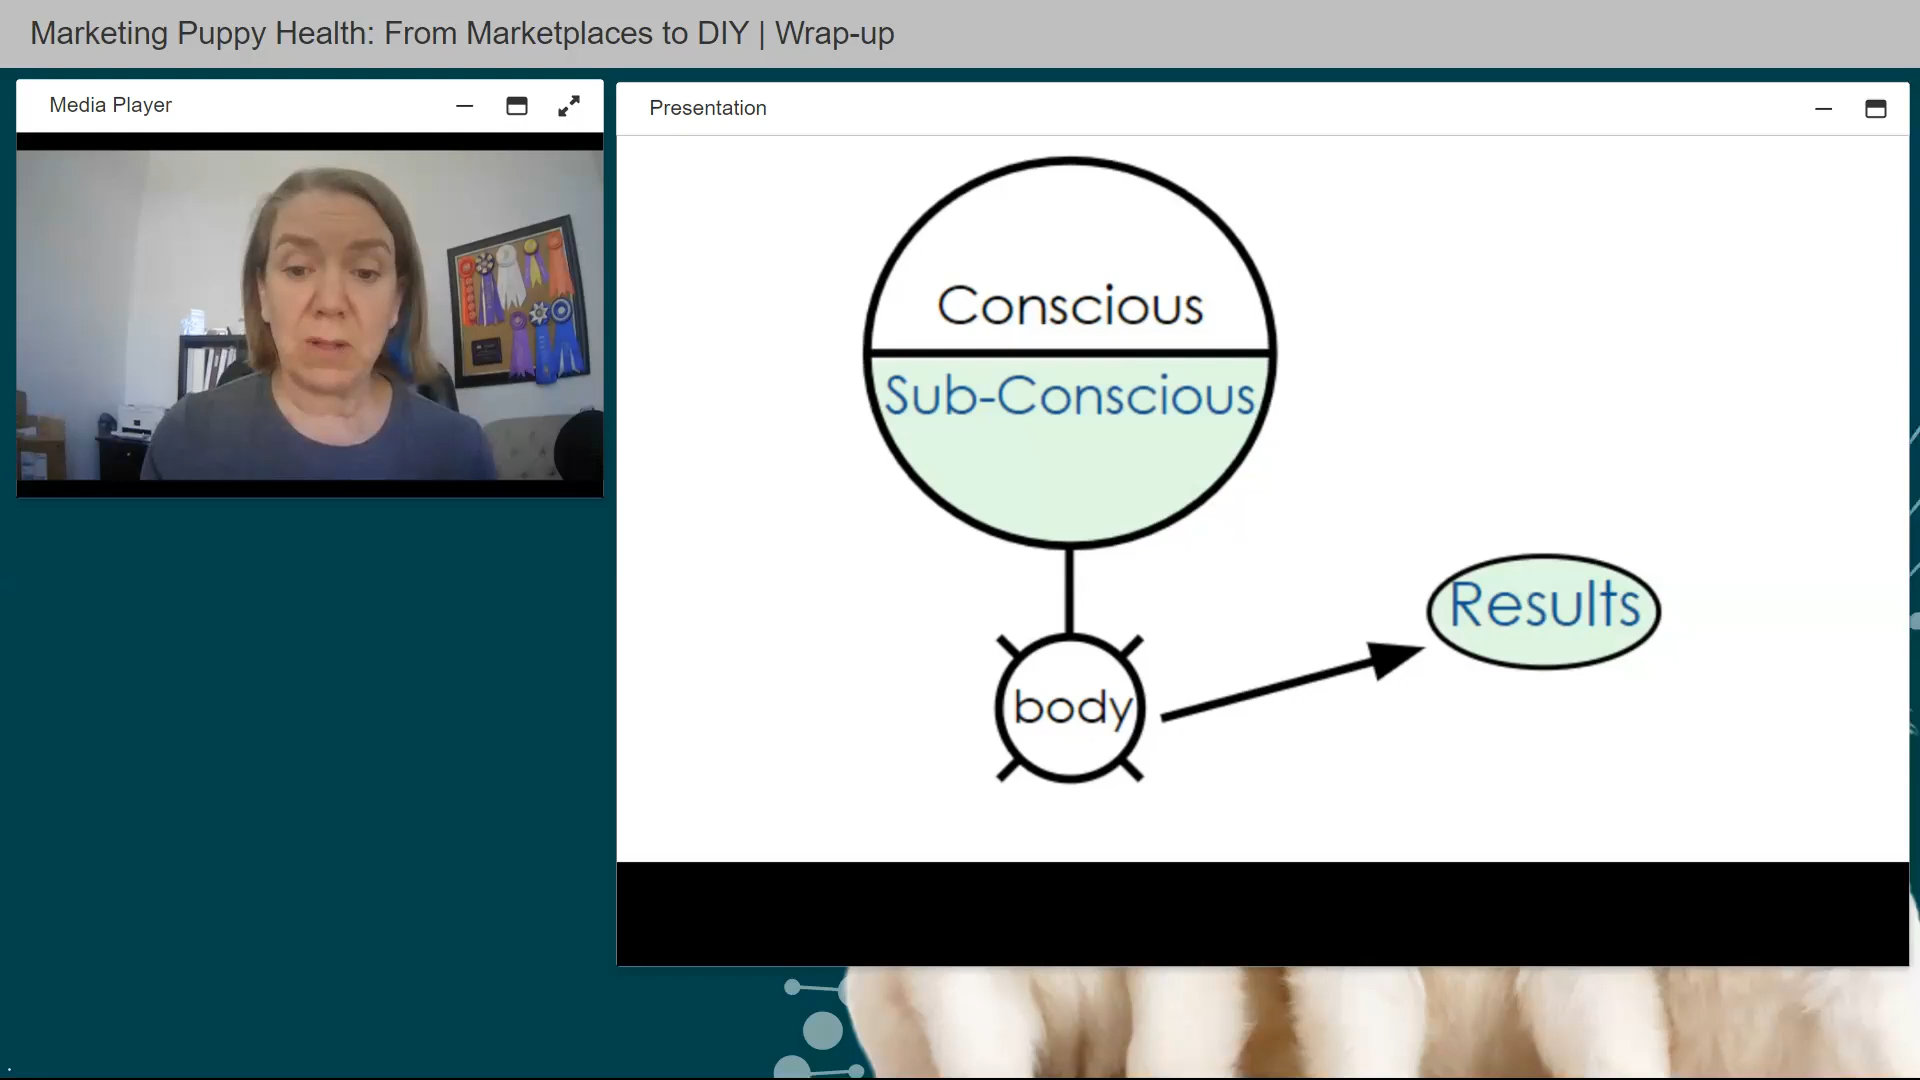 Marketing Puppy Health: From Marketplaces to DIY | Wrap-up
Media Player
Presentation
Conscious
Sub-Conscious
Results
body